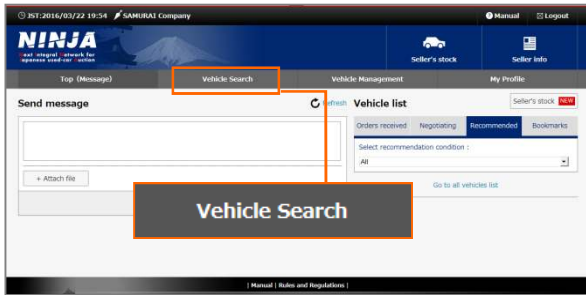 JST:2016/03/22 19:54 SAMURAI Company
Manual Logout
NINJA
Next Integral Network for
Japanese used-car Auction
Seller's stock
Seller info
Top (Message)
Vehicle Search
Vehicle Management
My Profile
Send message
Refresh
Vehicle list
Seller's stock NEW
Orders received
Negotiating
Recommended
Bookmarks
Select recommendation condition :
All
+ Attach file
Go to all vehicles list
Vehicle Search
| Manual | Rules and Regulations |